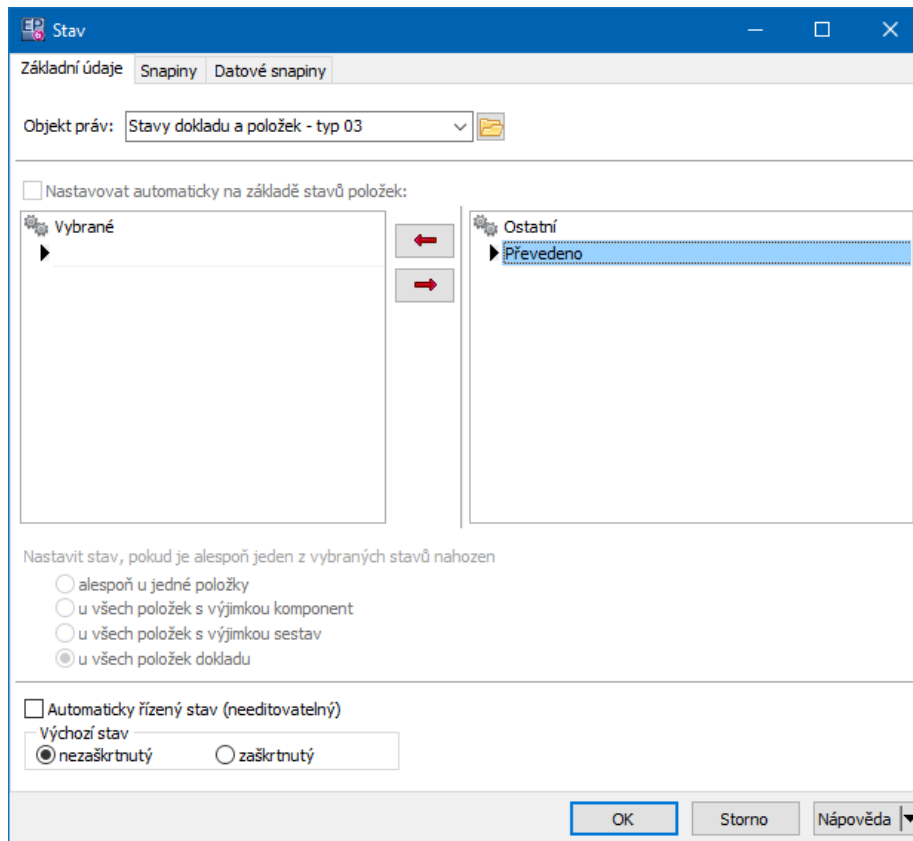 Stav
Základní údaje Snapiny Datové snapiny
Objekt práv: Stavy dokladu a položek - typ 03
Nastavovat automaticky na základě stavů položek:
Vybrané
Ostatní
Převedeno
Nastavit stav, pokud je alespoň jeden z vybraných stavů nahozen
alespoň u jedné položky
u všech položek s výjimkou komponent
u všech položek s výjimkou sestav
u všech položek dokladu
Automaticky řízený stav (needitovatelný)
Výchozí stav
nezaškrtnutý zaškrtnutý
OK Storno Nápověda